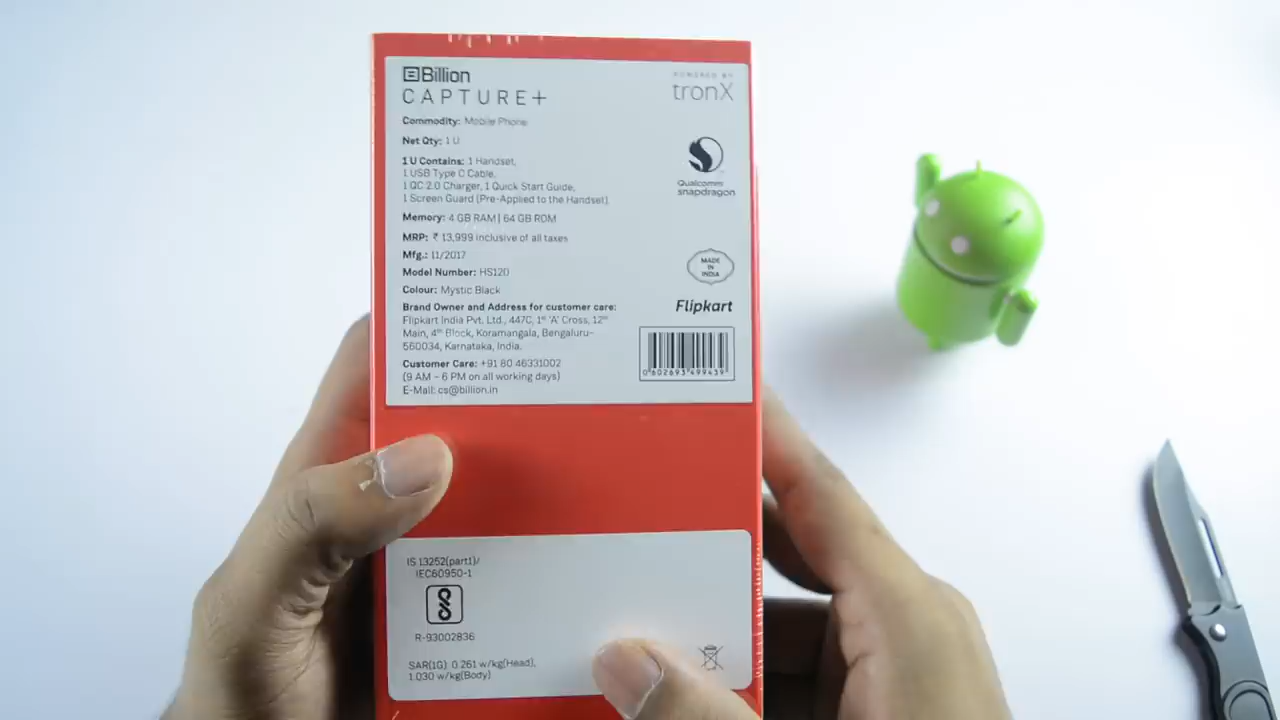 Billion
CAPTURE+
POWERED BY
tronX
Commodity: Mobile Phone
Net Qty: 1 U
1 U Contains: 1 Handset,
1 USB Type C Cable,
1 QC 2.0 Charger, 1 Quick Start Guide,
1 Screen Guard (Pre-Applied to the Handset)
Memory: 4 GB RAM | 64 GB ROM
MRP: ₹ 13,999 inclusive of all taxes
Mfg.: 11/2017
Model Number: HS120
Colour: Mystic Black
Brand Owner and Address for customer care:
Flipkart India Pvt. Ltd., 447C, 1st 'A' Cross, 12th
Main, 4th Block, Koramangala, Bengaluru-
560034, Karnataka, India.
Customer Care: +91 80 46331002
(9 AM - 6 PM on all working days)
E-Mail: cs@billion.in
Qualcomm
snapdragon
MADE
IN
INDIA
Flipkart
0 602693 499439
IS 13252(part1)/
IEC60950-1
R-93002836
SAR(1G): 0.261 w/kg(Head),
1.030 w/kg(Body)